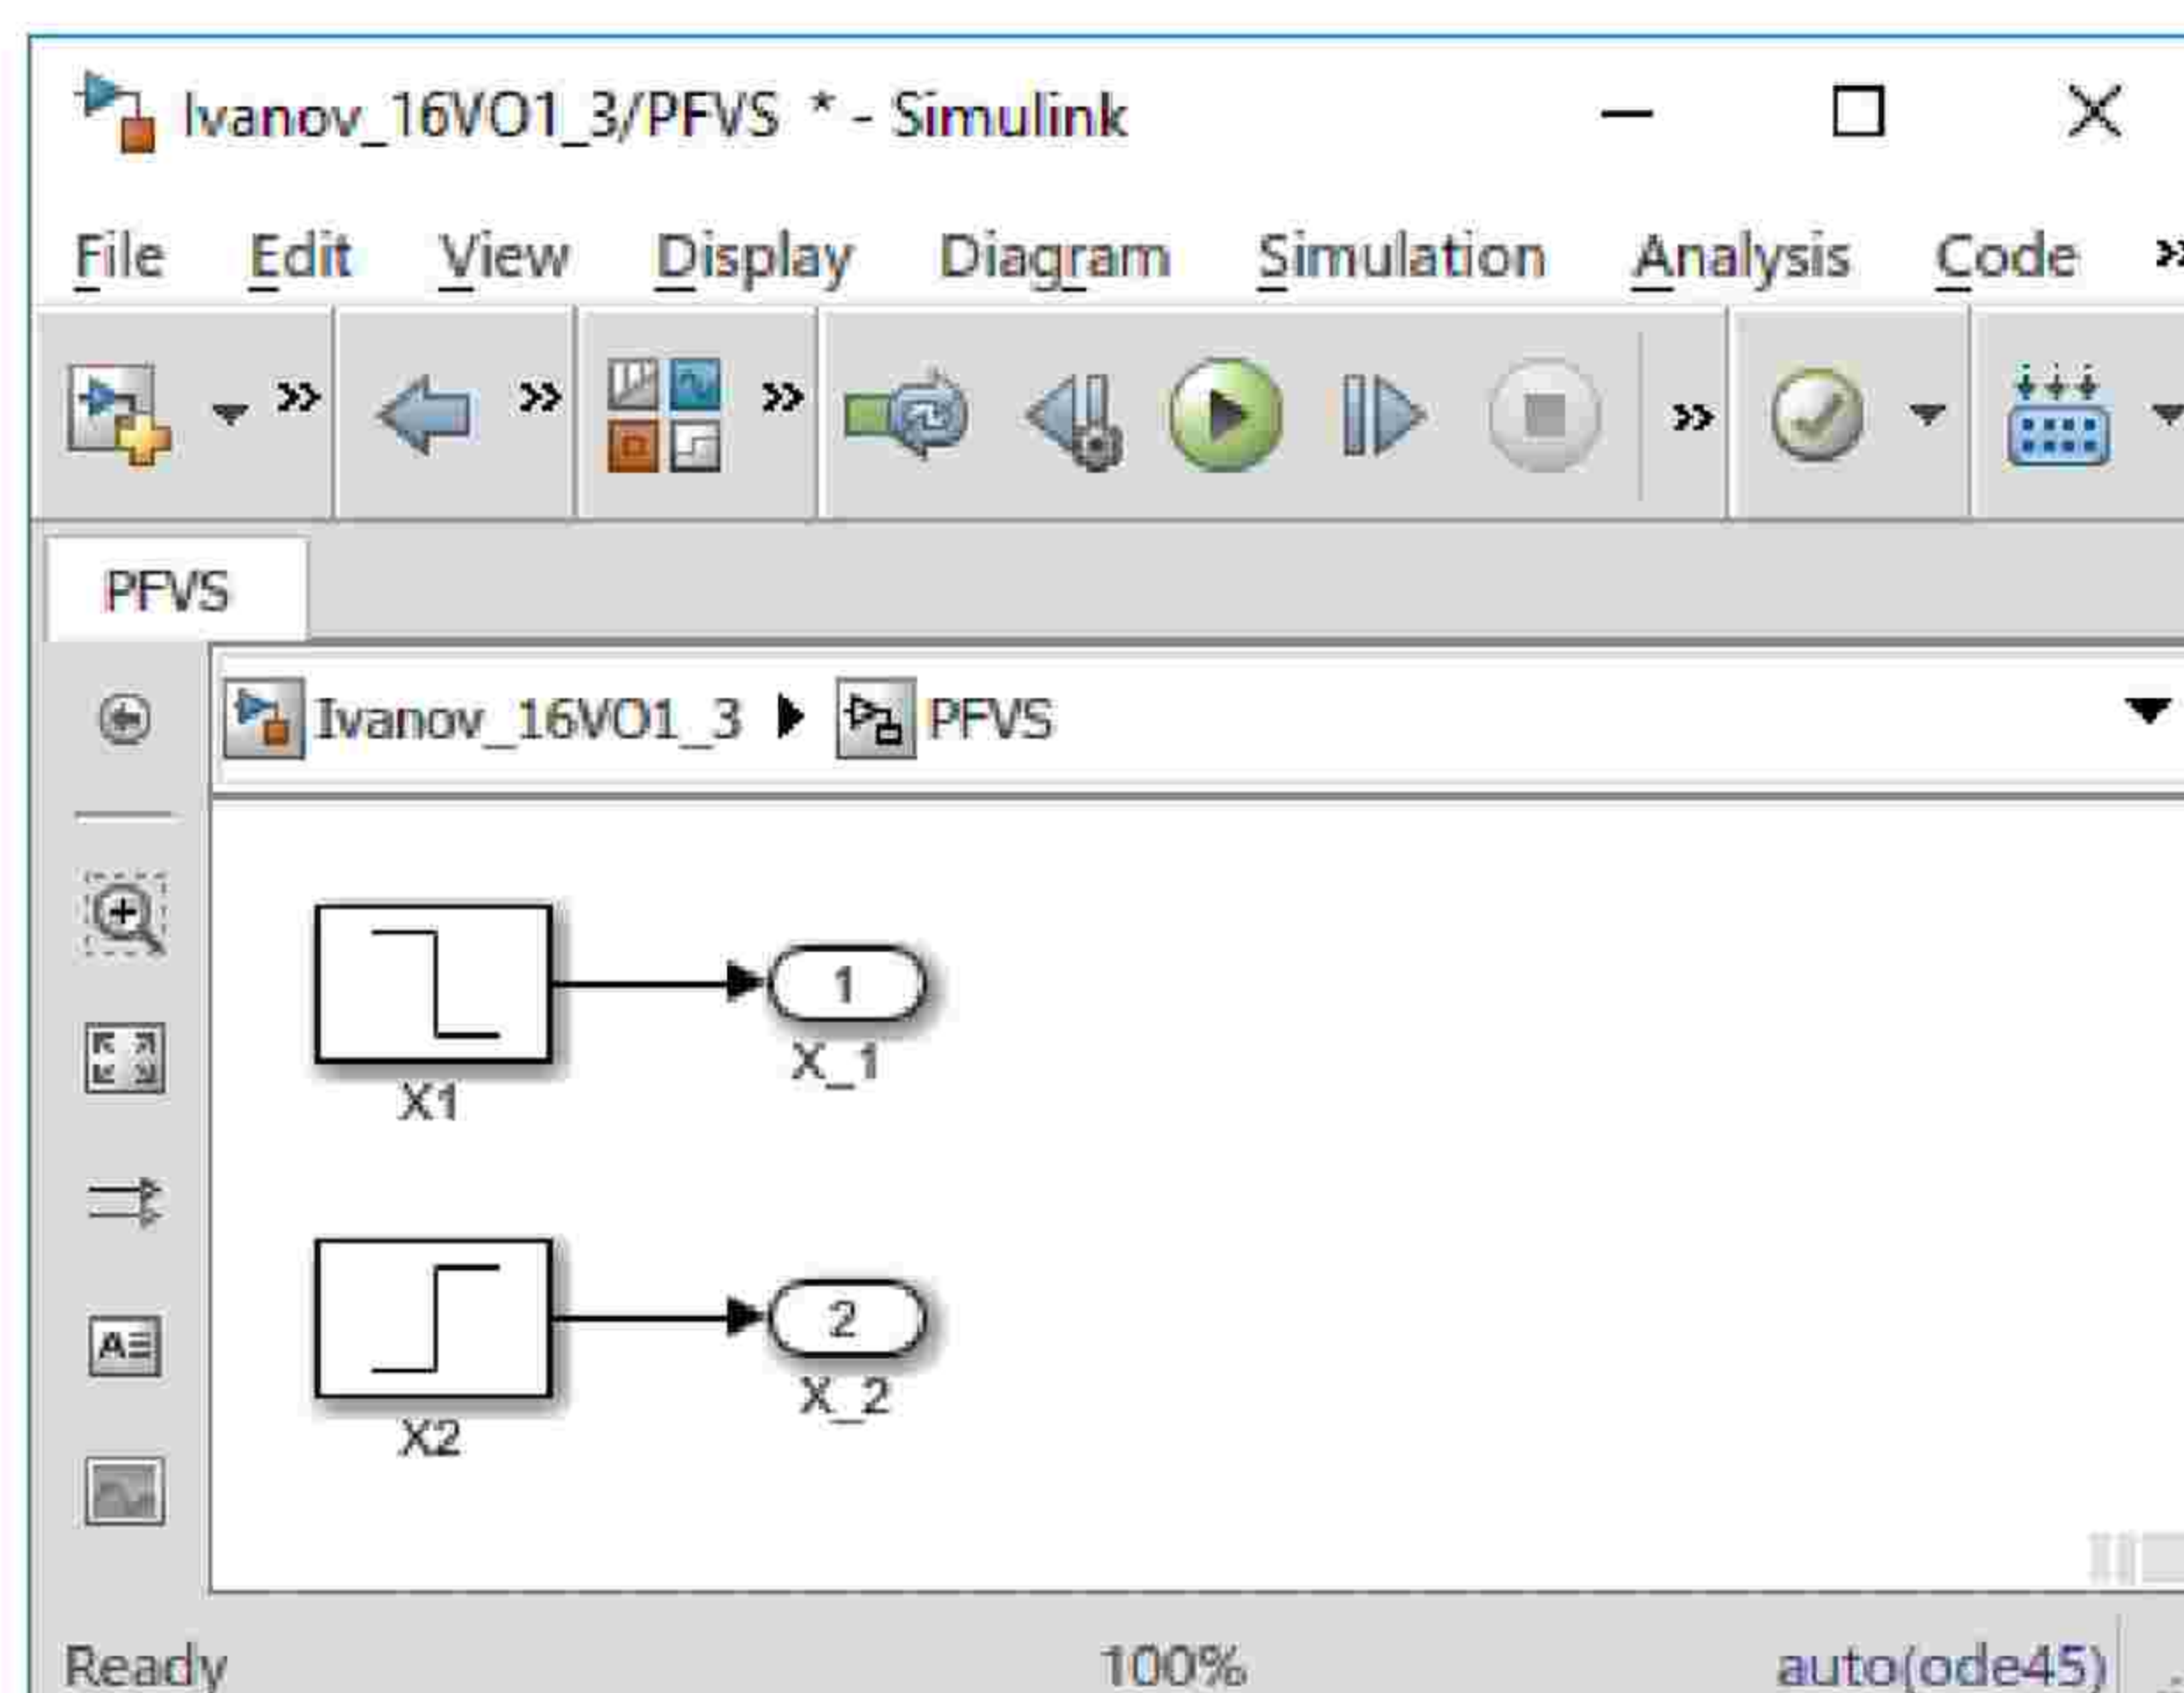 Ivanov_16VO1_3/PFVS * - Simulink
File Edit View Display Diagram Simulation Analysis Code »
PFVS
Ivanov_16VO1_3 PFVS
1
X_1
X1
2
X_2
X2
Ready 100% auto(ode45)